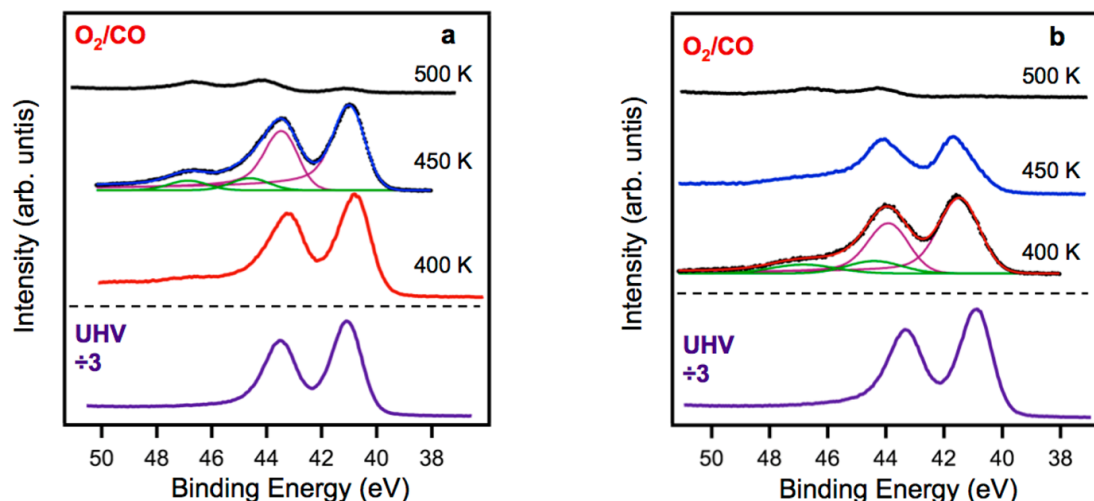 O₂/CO
a
500 K
450 K
400 K
UHV
÷3
Intensity (arb. untis)
50 48 46 44 42 40 38
Binding Energy (eV)
O₂/CO
b
500 K
450 K
400 K
UHV
÷3
Intensity (arb. untis)
50 48 46 44 42 40 38
Binding Energy (eV)